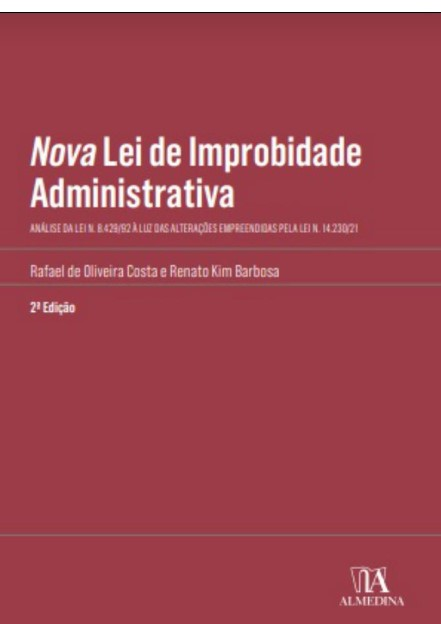 Nova Lei de Improbidade
Administrativa
ANÁLISE DA LEI N. 8.429/92 À LUZ DAS ALTERAÇÕES EMPREENDIDAS PELA LEI N. 14.230/21
Rafael de Oliveira Costa e Renato Kim Barbosa
2ª Edição
ALMEDINA